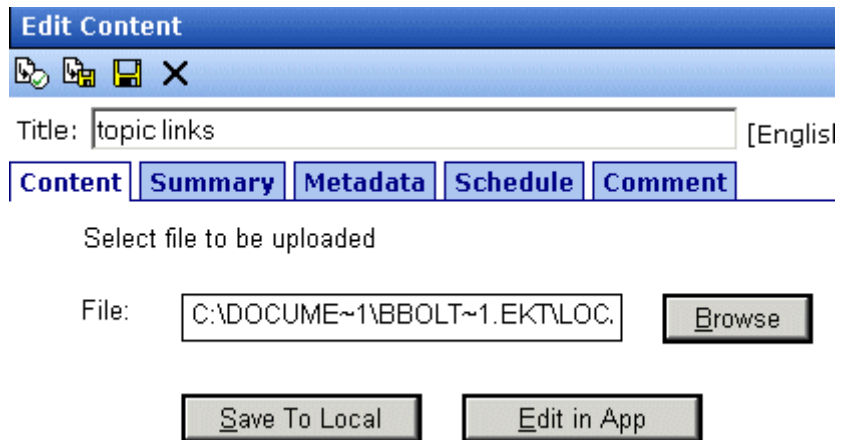 Edit Content
Title: topic links [English
Content Summary Metadata Schedule Comment
Select file to be uploaded
File: C:\DOCUME~1\BBOLT~1.EKT\LOC. Browse
Save To Local Edit in App